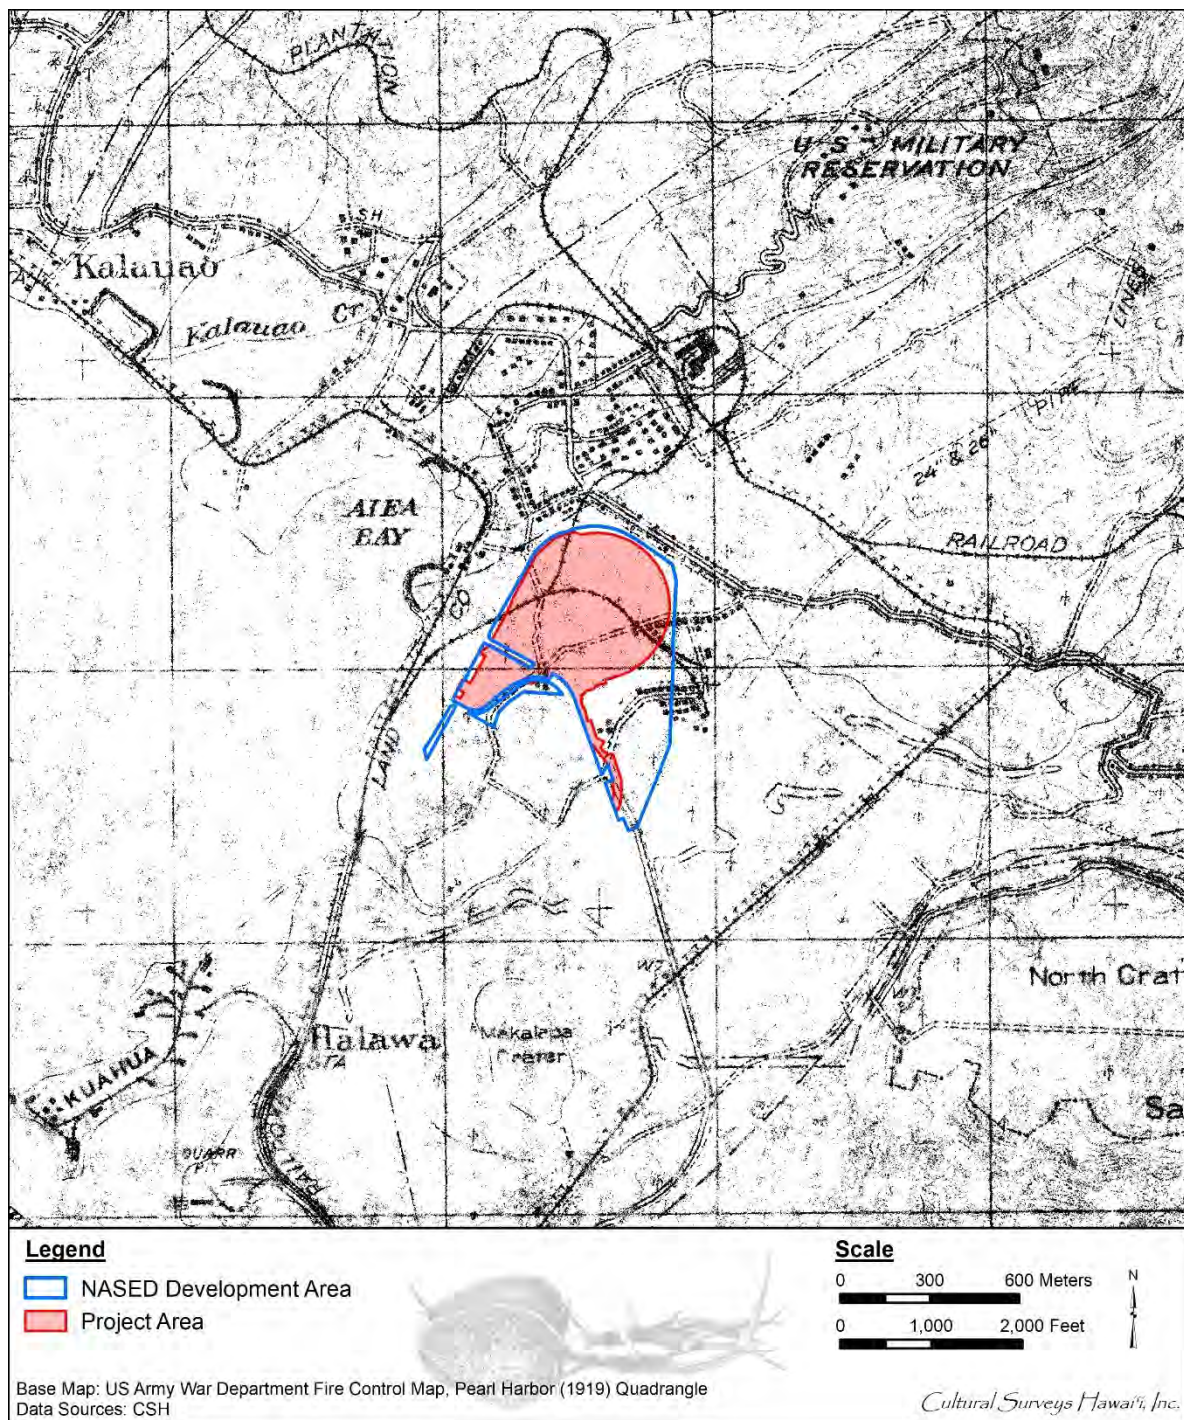 PLANTATION
U S MILITARY
RESERVATION
SH
Kalauao
Kalauao Cr
LINES
PIPE
24" & 26"
AIEA
BAY
RAILROAD
LAND
CO
North Crat
Halawa
Makalapa
Crater
KUAHUA
QUARR
RAILROAD
Sa
Legend
NASED Development Area
Project Area
Scale
0 300 600 Meters
0 1,000 2,000 Feet
N
Base Map: US Army War Department Fire Control Map, Pearl Harbor (1919) Quadrangle
Data Sources: CSH
Cultural Surveys Hawai'i, Inc.